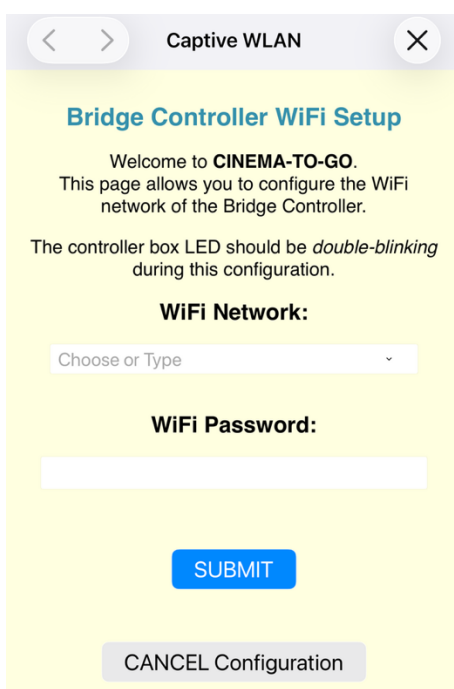 Captive WLAN
Bridge Controller WiFi Setup
Welcome to CINEMA-TO-GO.
This page allows you to configure the WiFi
network of the Bridge Controller.
The controller box LED should be double-blinking
during this configuration.
WiFi Network:
Choose or Type
WiFi Password:
SUBMIT
CANCEL Configuration